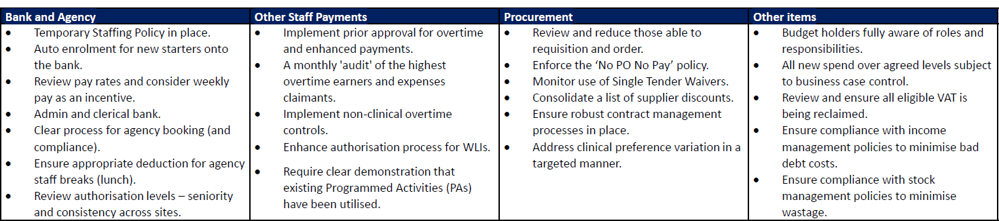 Bank and Agency
• Temporary Staffing Policy in place.
• Auto enrolment for new starters onto
the bank.
• Review pay rates and consider weekly
pay as an incentive.
• Admin and clerical bank.
• Clear process for agency booking (and
compliance).
• Ensure appropriate deduction for agency
staff breaks (lunch).
• Review authorisation levels – seniority
and consistency across sites.
Other Staff Payments
• Implement prior approval for overtime
and enhanced payments.
• A monthly 'audit' of the highest
overtime earners and expenses
claimants.
• Implement non-clinical overtime
controls.
• Enhance authorisation process for WLIs.
• Require clear demonstration that
existing Programmed Activities (PAs)
have been utilised.
Procurement
• Review and reduce those able to
requisition and order.
• Enforce the ‘No PO No Pay’ policy.
• Monitor use of Single Tender Waivers.
• Consolidate a list of supplier discounts.
• Ensure robust contract management
processes in place.
• Address clinical preference variation in a
targeted manner.
Other items
• Budget holders fully aware of roles and
responsibilities.
• All new spend over agreed levels subject
to business case control.
• Review and ensure all eligible VAT is
being reclaimed.
• Ensure compliance with income
management policies to minimise bad
debt costs.
• Ensure compliance with stock
management policies to minimise
wastage.